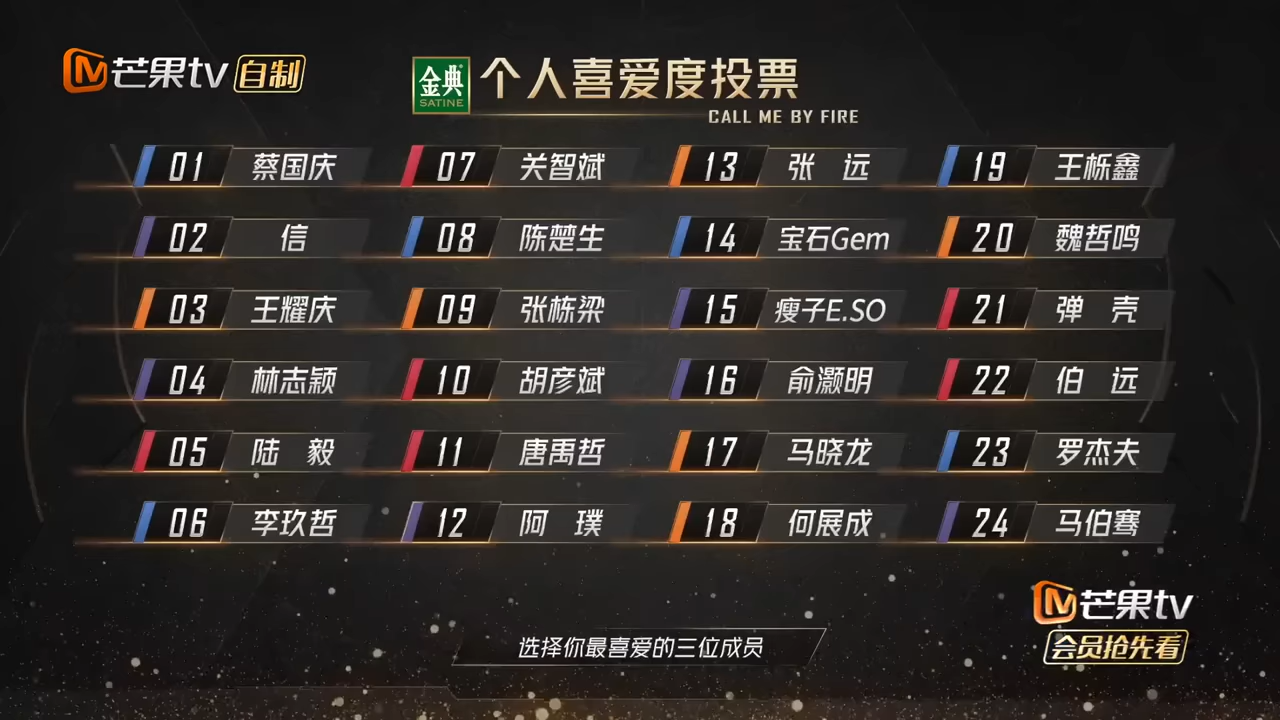 芒果tv 自制
金典 SATINE 个人喜爱度投票
CALL ME BY FIRE
01 蔡国庆 07 关智斌 13 张 远 19 王栎鑫
02 信 08 陈楚生 14 宝石Gem 20 魏哲鸣
03 王耀庆 09 张栋梁 15 瘦子E.SO 21 弹 壳
04 林志颖 10 胡彦斌 16 俞灏明 22 伯 远
05 陆 毅 11 唐禹哲 17 马晓龙 23 罗杰夫
06 李玖哲 12 阿 璞 18 何展成 24 马伯骞
芒果tv
会员抢先看
选择你最喜爱的三位成员